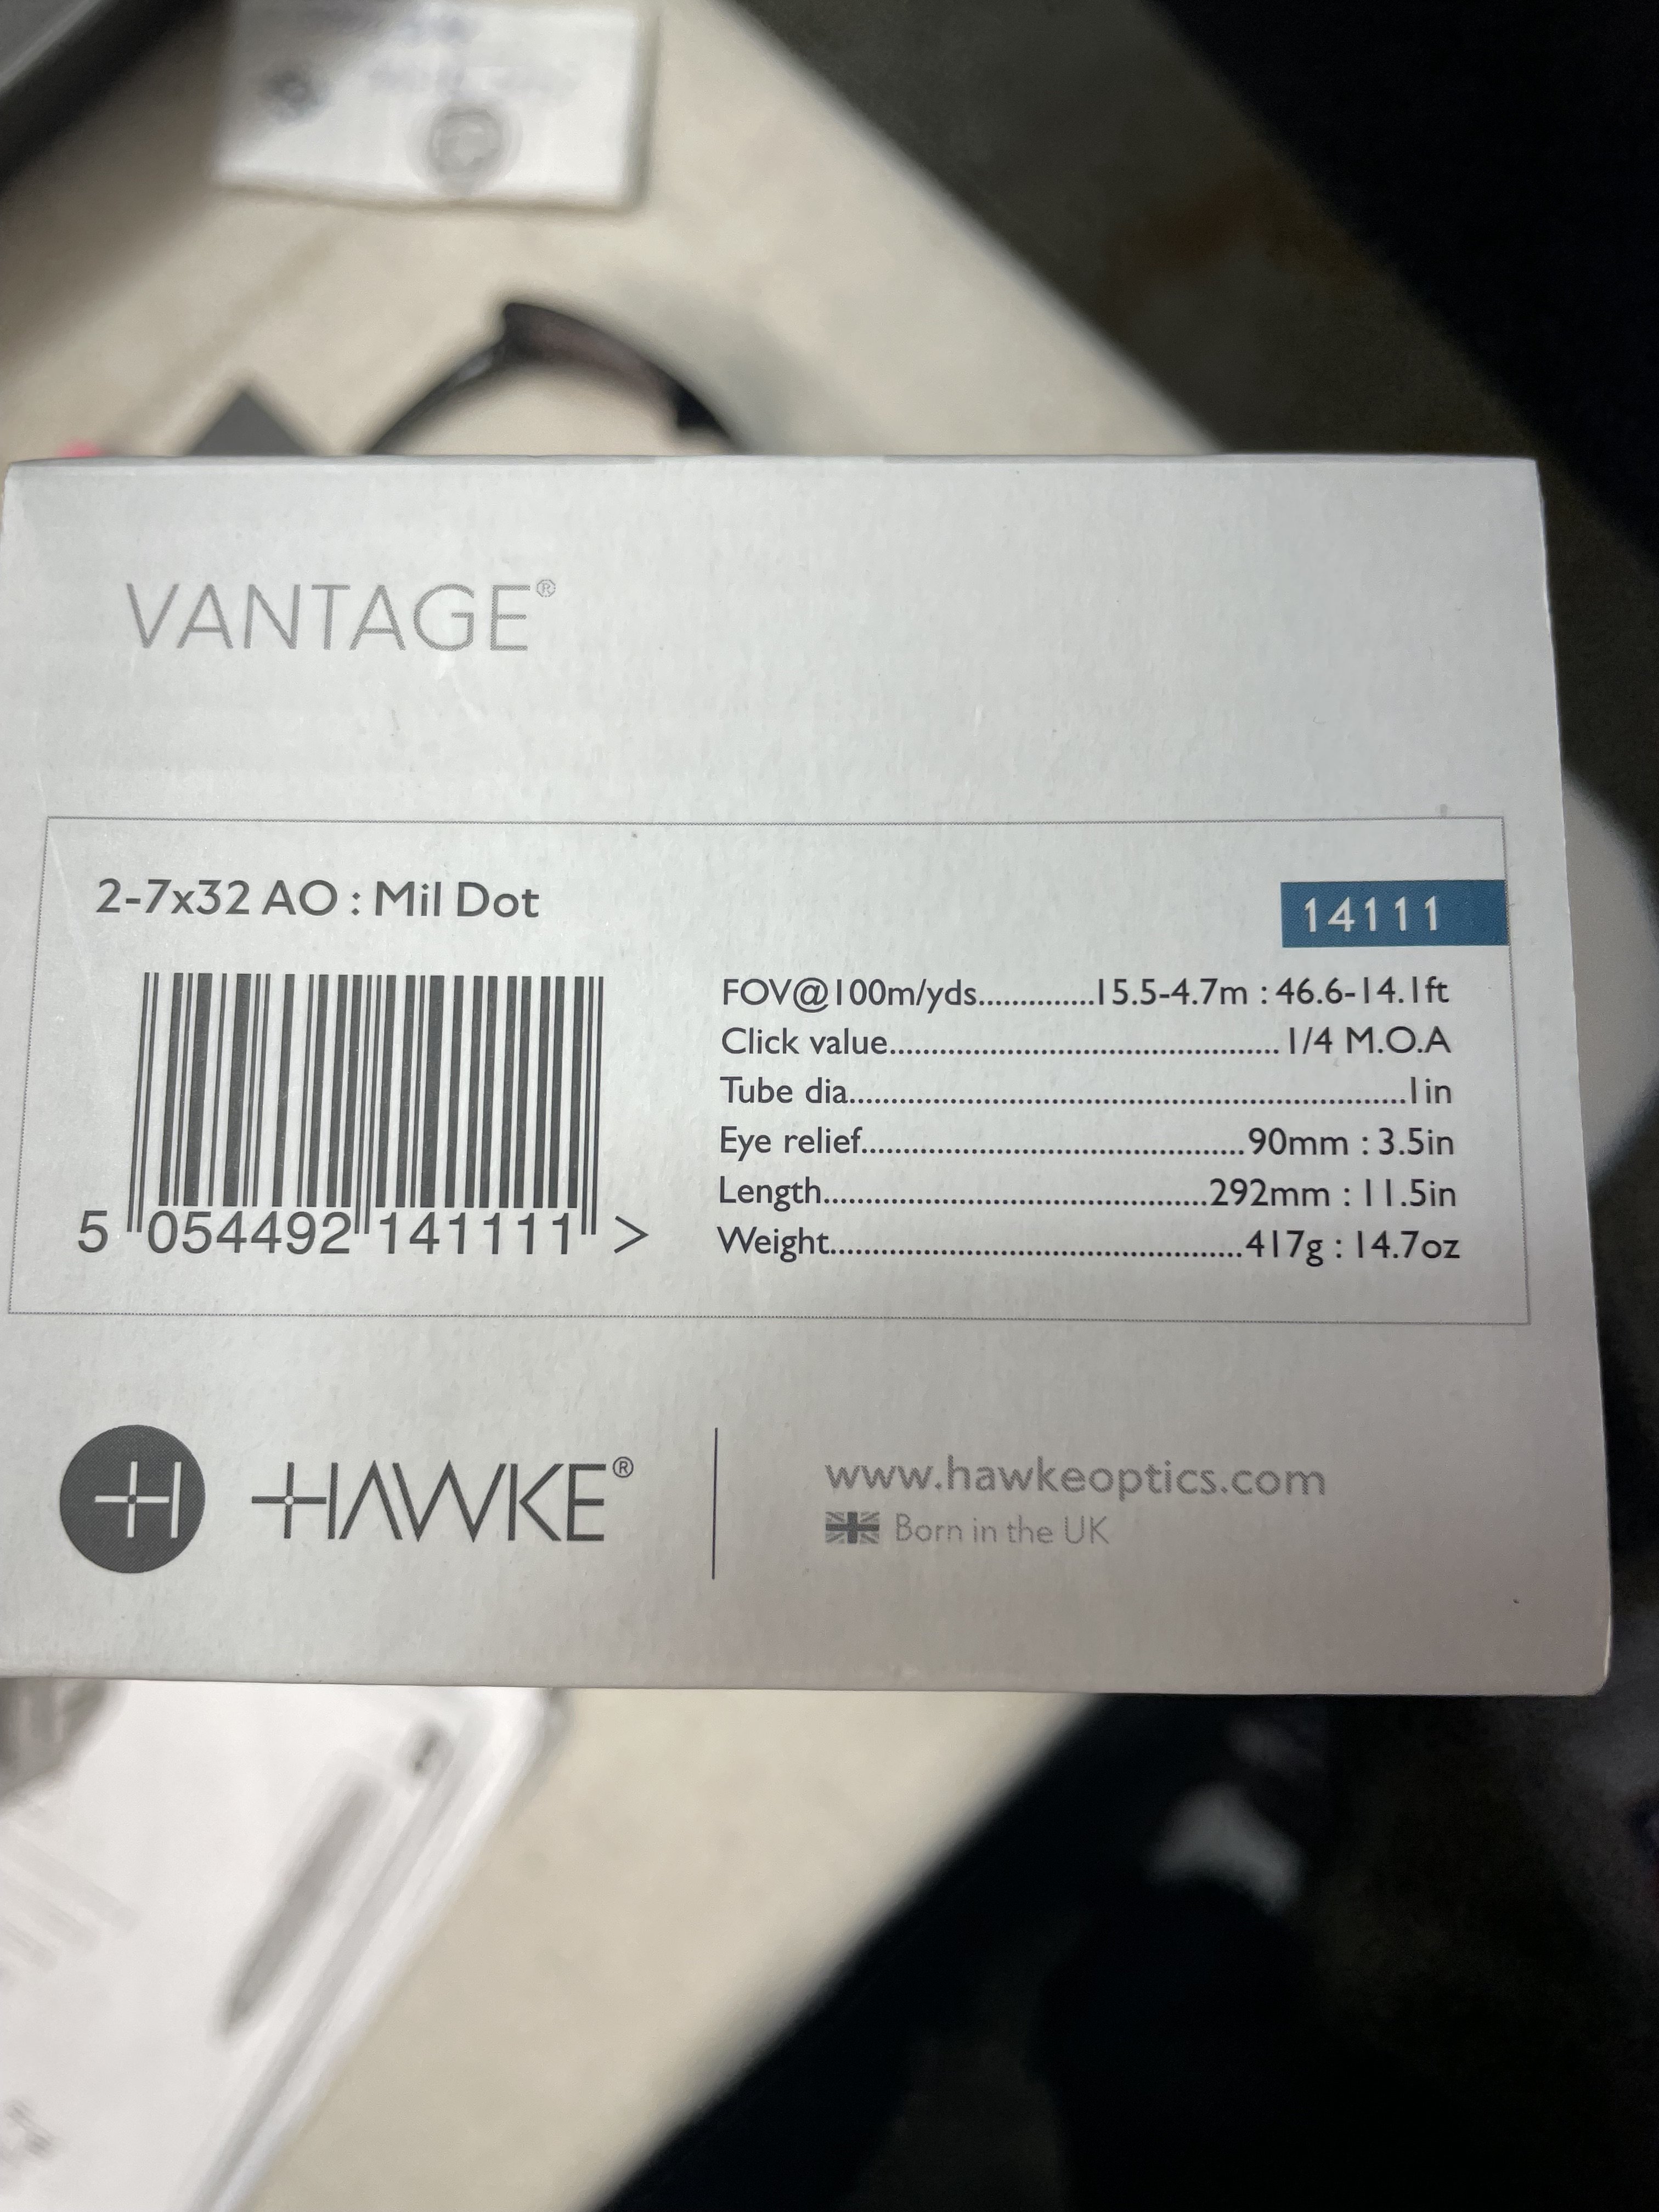 VANTAGE®
2-7x32 AO : Mil Dot
14111
FOV@100m/yds..............15.5-4.7m : 46.6-14.1ft
Click value...............................................1/4 M.O.A
Tube dia...................................................................1in
Eye relief..............................................90mm : 3.5in
Length...............................................292mm : 11.5in
Weight..................................................417g : 14.7oz
5 054492 141111 >
H HAWKE®
www.hawkeoptics.com
Born in the UK